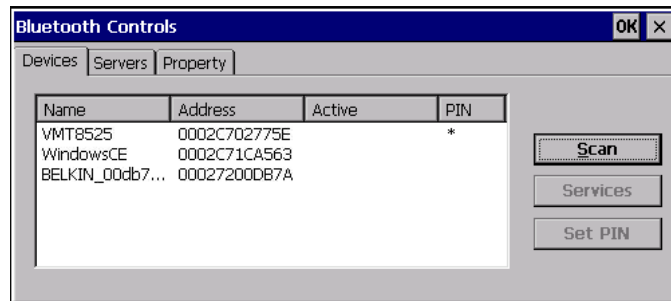 Bluetooth Controls OK ×
Devices Servers Property
Name Address Active PIN
VMT8525 0002C702775E *
WindowsCE 0002C71CA563
BELKIN_00db7... 00027200DB7A
Scan
Services
Set PIN